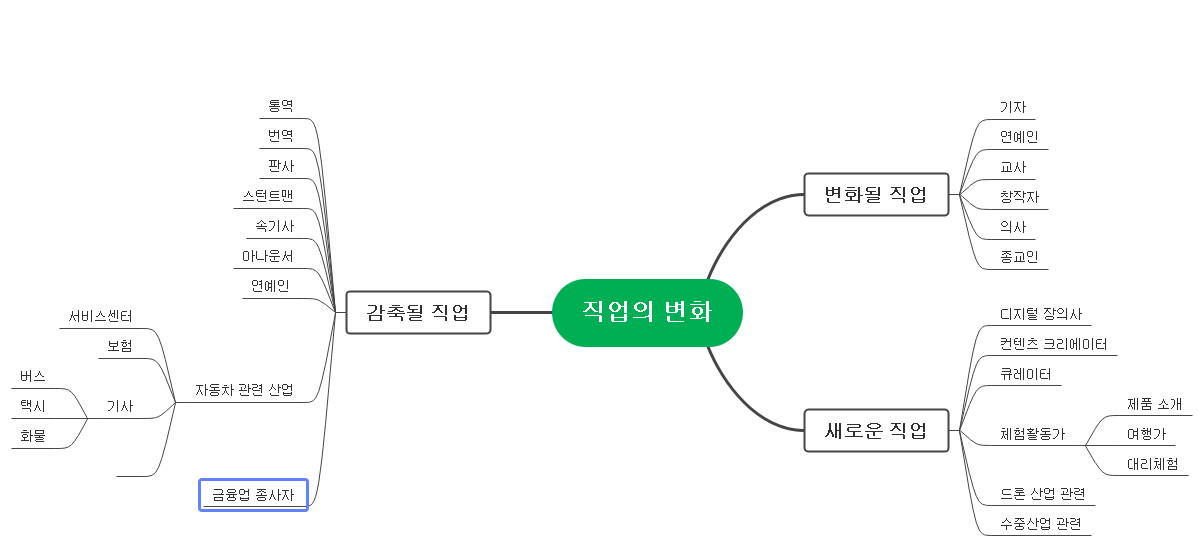 직업의 변화
변화될 직업
기자
연예인
교사
창작자
의사
종교인
새로운 직업
디지털 장의사
컨텐츠 크리에이터
큐레이터
체험활동가
제품 소개
여행가
대리체험
드론 산업 관련
수중산업 관련
감축될 직업
통역
번역
판사
스턴트맨
속기사
아나운서
연예인
자동차 관련 산업
서비스센터
보험
기사
버스
택시
화물
금융업 종사자